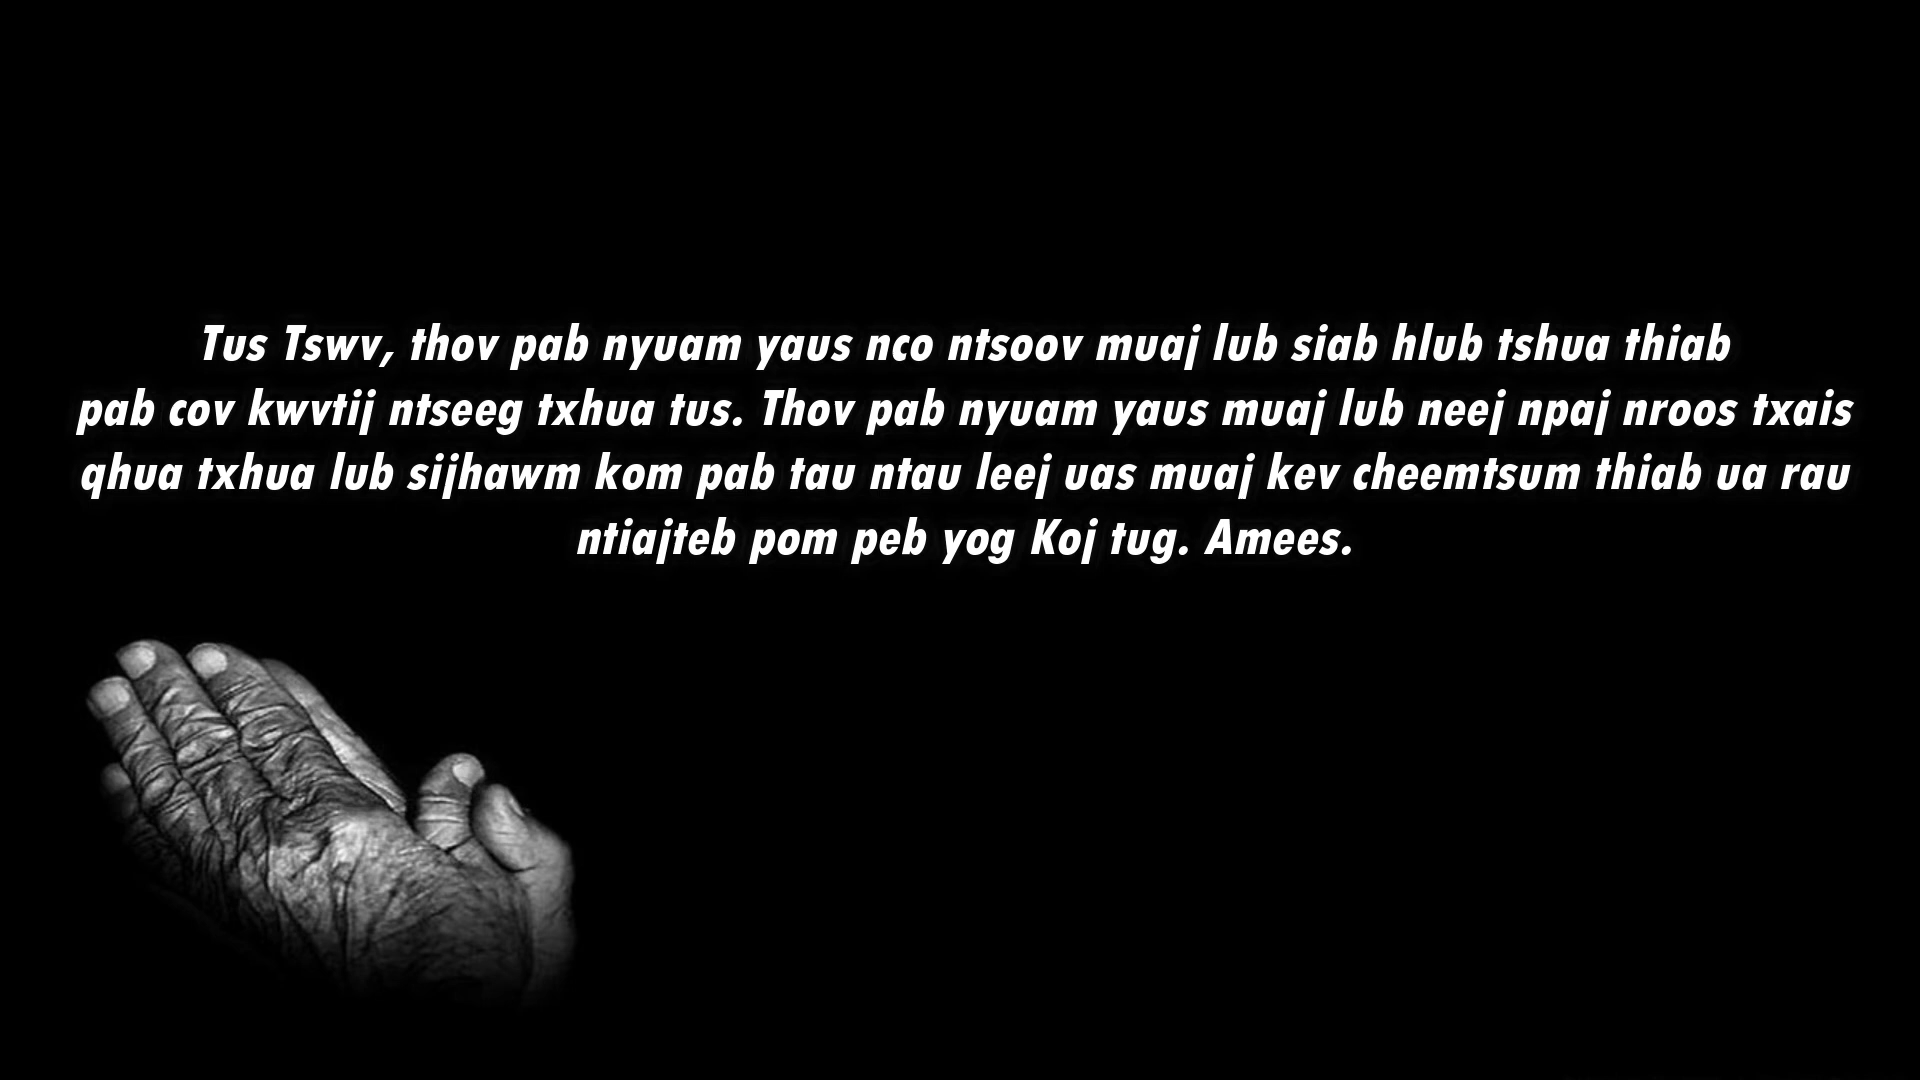 Tus Tswv, thov pab nyuam yaus nco ntsoov muaj lub siab hlub tshua thiab
pab cov kwvtij ntseeg txhua tus. Thov pab nyuam yaus muaj lub neej npaj nroos txais
qhua txhua lub sijhawm kom pab tau ntau leej uas muaj kev cheemtsum thiab ua rau
ntiajteb pom peb yog Koj tug. Amees.